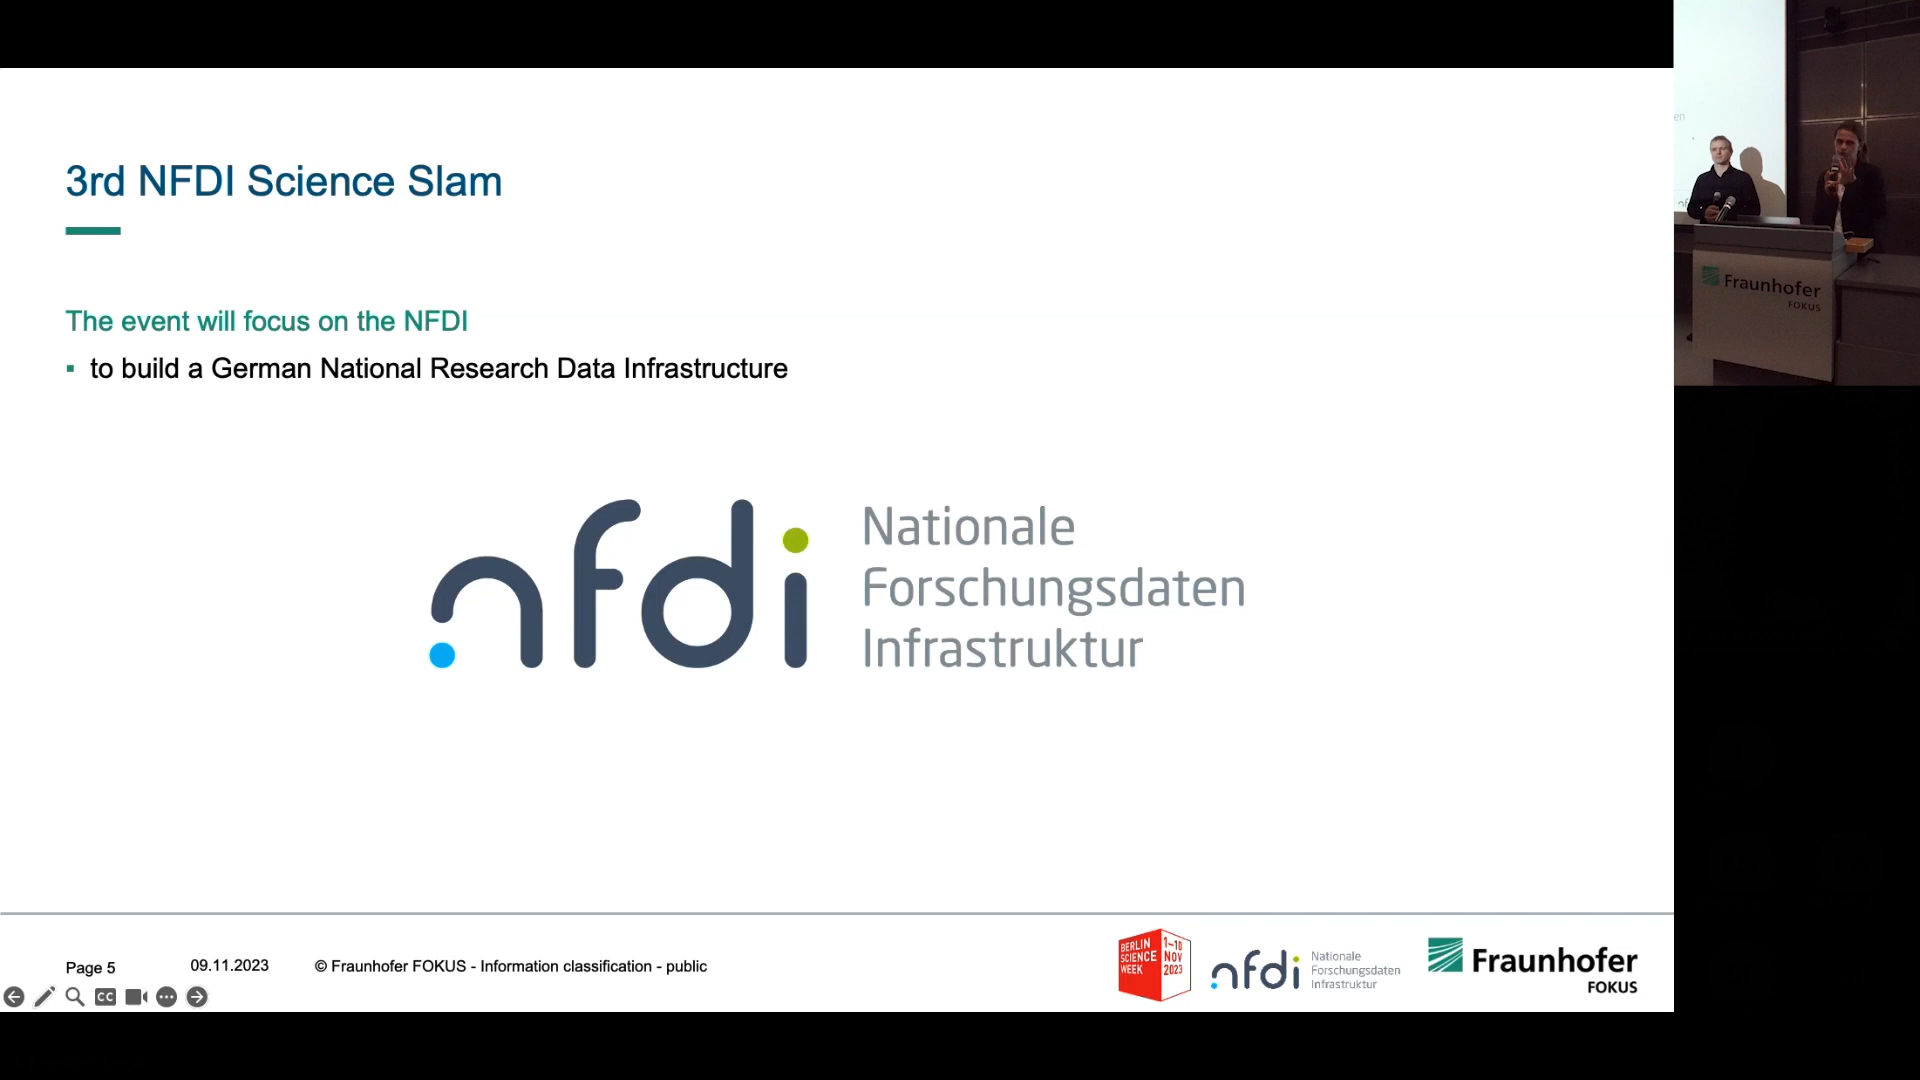 3rd NFDI Science Slam
The event will focus on the NFDI
▪ to build a German National Research Data Infrastructure
nfdi
Nationale
Forschungsdaten
Infrastruktur
Page 5
09.11.2023
© Fraunhofer FOKUS - Information classification - public
CC
BERLIN
SCIENCE
WEEK
1–10
NOV
2023
nfdi
Nationale
Forschungsdaten
Infrastruktur
Fraunhofer
FOKUS
en
Fraunhofer
FOKUS